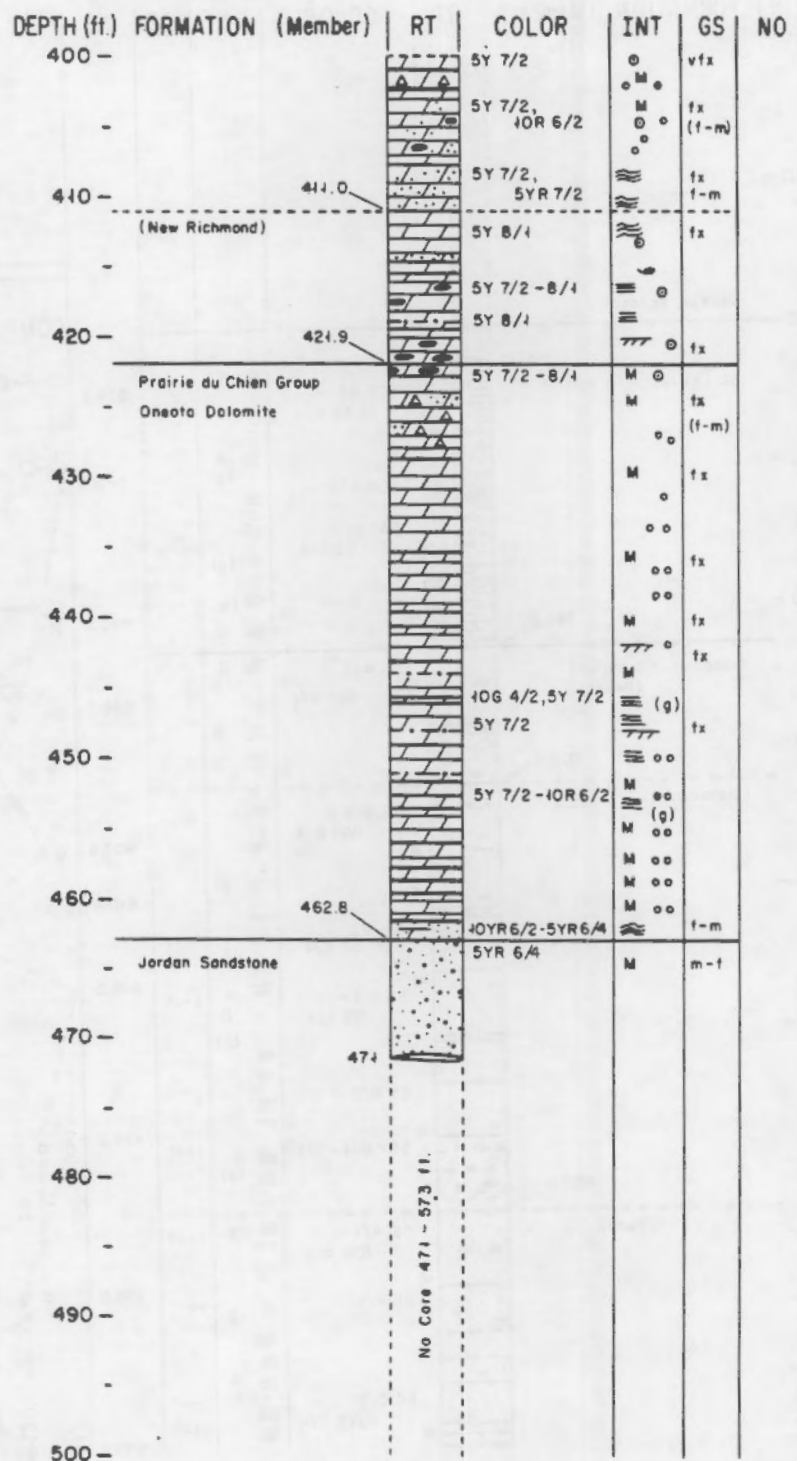 DEPTH (ft.) FORMATION (Member) RT COLOR INT GS NO
400 5Y 7/2 vfx
M
5Y 7/2, M fx
10R 6/2 (f-m)
5Y 7/2, fx
411.0 5YR 7/2 f-m
410
(New Richmond) 5Y 8/1 fx
5Y 7/2-8/1
420 5Y 8/1
421.9 fx
Prairie du Chien Group 5Y 7/2-8/1 M
Oneota Dolomite M fx
(f-m)
430 M fx
M fx
440 M fx
fx
M
10G 4/2, 5Y 7/2 (g)
5Y 7/2 fx
450
M
5Y 7/2-10R 6/2
(g)
M
M
M
460 M
462.8 10YR 6/2-5YR 6/4 f-m
5YR 6/4
Jordan Sandstone M m-f
470
471
480
No Core 471 - 573 ft.
490
500